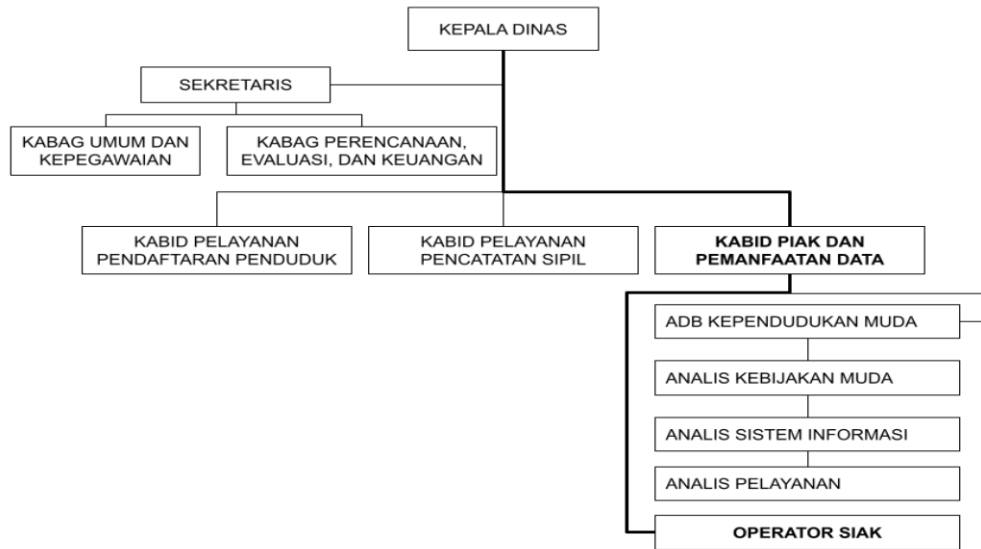 KEPALA DINAS
SEKRETARIS
KABAG UMUM DAN
KEPEGAWAIAN
KABAG PERENCANAAN,
EVALUASI, DAN KEUANGAN
KABID PELAYANAN
PENDAFTARAN PENDUDUK
KABID PELAYANAN
PENCATATAN SIPIL
KABID PIAK DAN
PEMANFAATAN DATA
ADB KEPENDUDUKAN MUDA
ANALIS KEBIJAKAN MUDA
ANALIS SISTEM INFORMASI
ANALIS PELAYANAN
OPERATOR SIAK